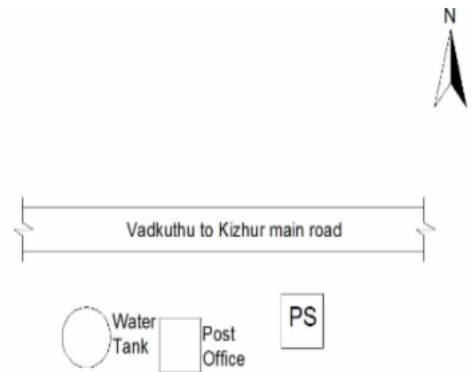 N
Vadkuthu to Kizhur main road
Water
Tank
Post
Office
PS